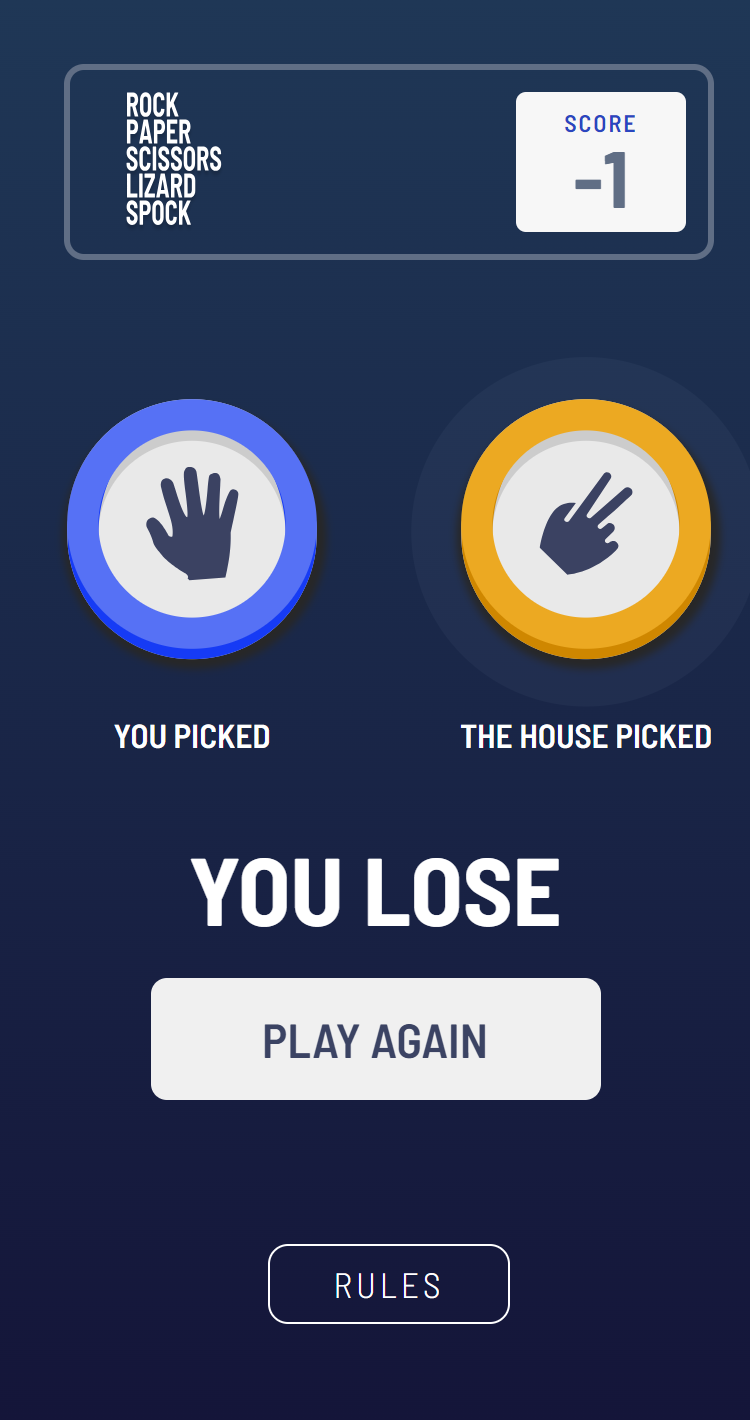 ROCK
PAPER
SCISSORS
LIZARD
SPOCK
SCORE
-1
YOU PICKED
THE HOUSE PICKED
YOU LOSE
PLAY AGAIN
RULES